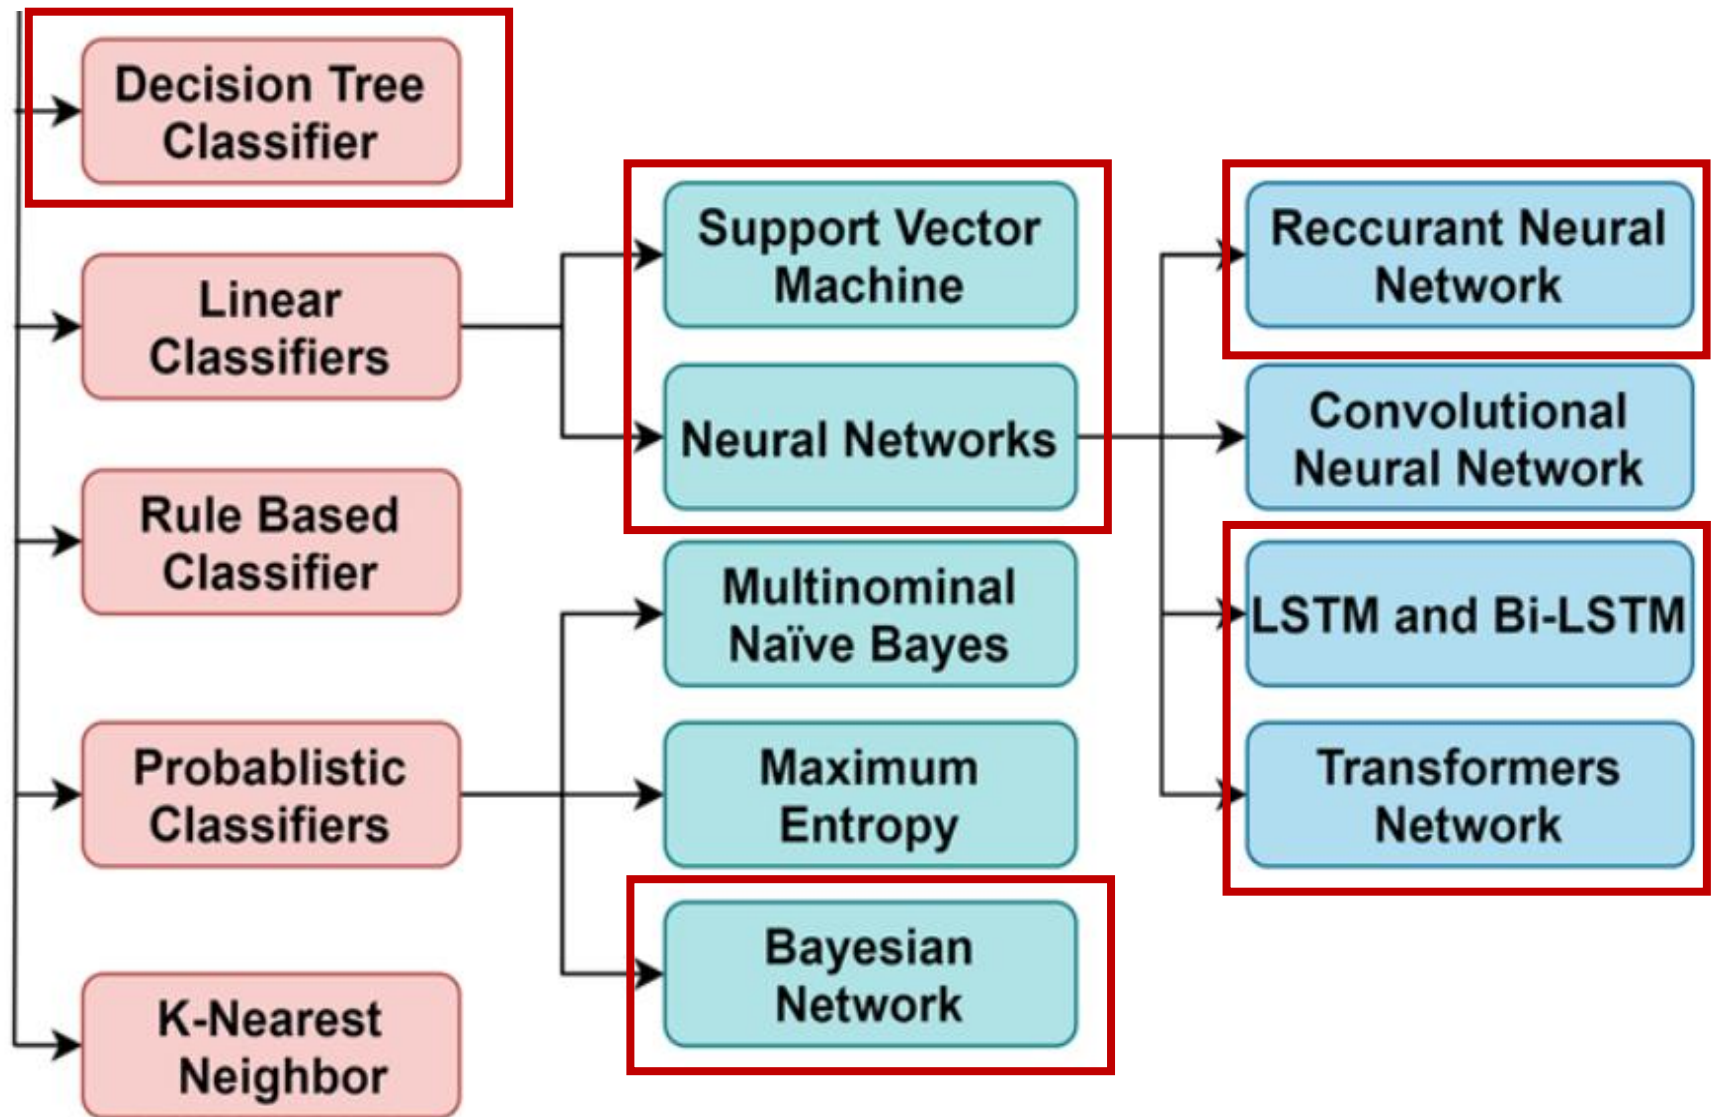 Decision Tree
Classifier
Linear
Classifiers
Rule Based
Classifier
Probablistic
Classifiers
K-Nearest
Neighbor
Support Vector
Machine
Neural Networks
Multinominal
Naïve Bayes
Maximum
Entropy
Bayesian
Network
Reccurant Neural
Network
Convolutional
Neural Network
LSTM and Bi-LSTM
Transformers
Network